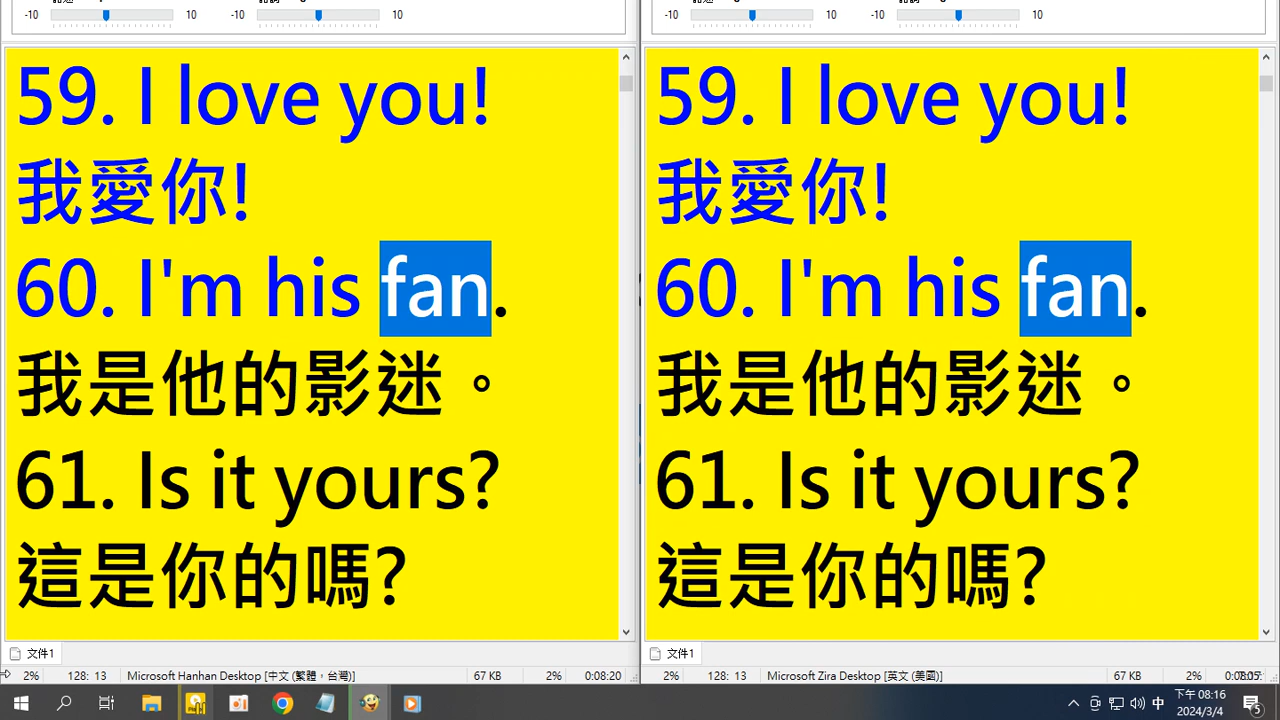 -10 10 -10 10
59. I love you!
我愛你!
60. I'm his fan.
我是他的影迷。
61. Is it yours?
這是你的嗎?
文件1
2% 128: 13 Microsoft Hanhan Desktop [中文 (繁體，台灣)] 67 KB 2% 0:08:20
-10 10 -10 10
59. I love you!
我愛你!
60. I'm his fan.
我是他的影迷。
61. Is it yours?
這是你的嗎?
文件1
2% 128: 13 Microsoft Zira Desktop [英文 (美國)] 67 KB 2%
中 下午 08:16
2024/3/4
5